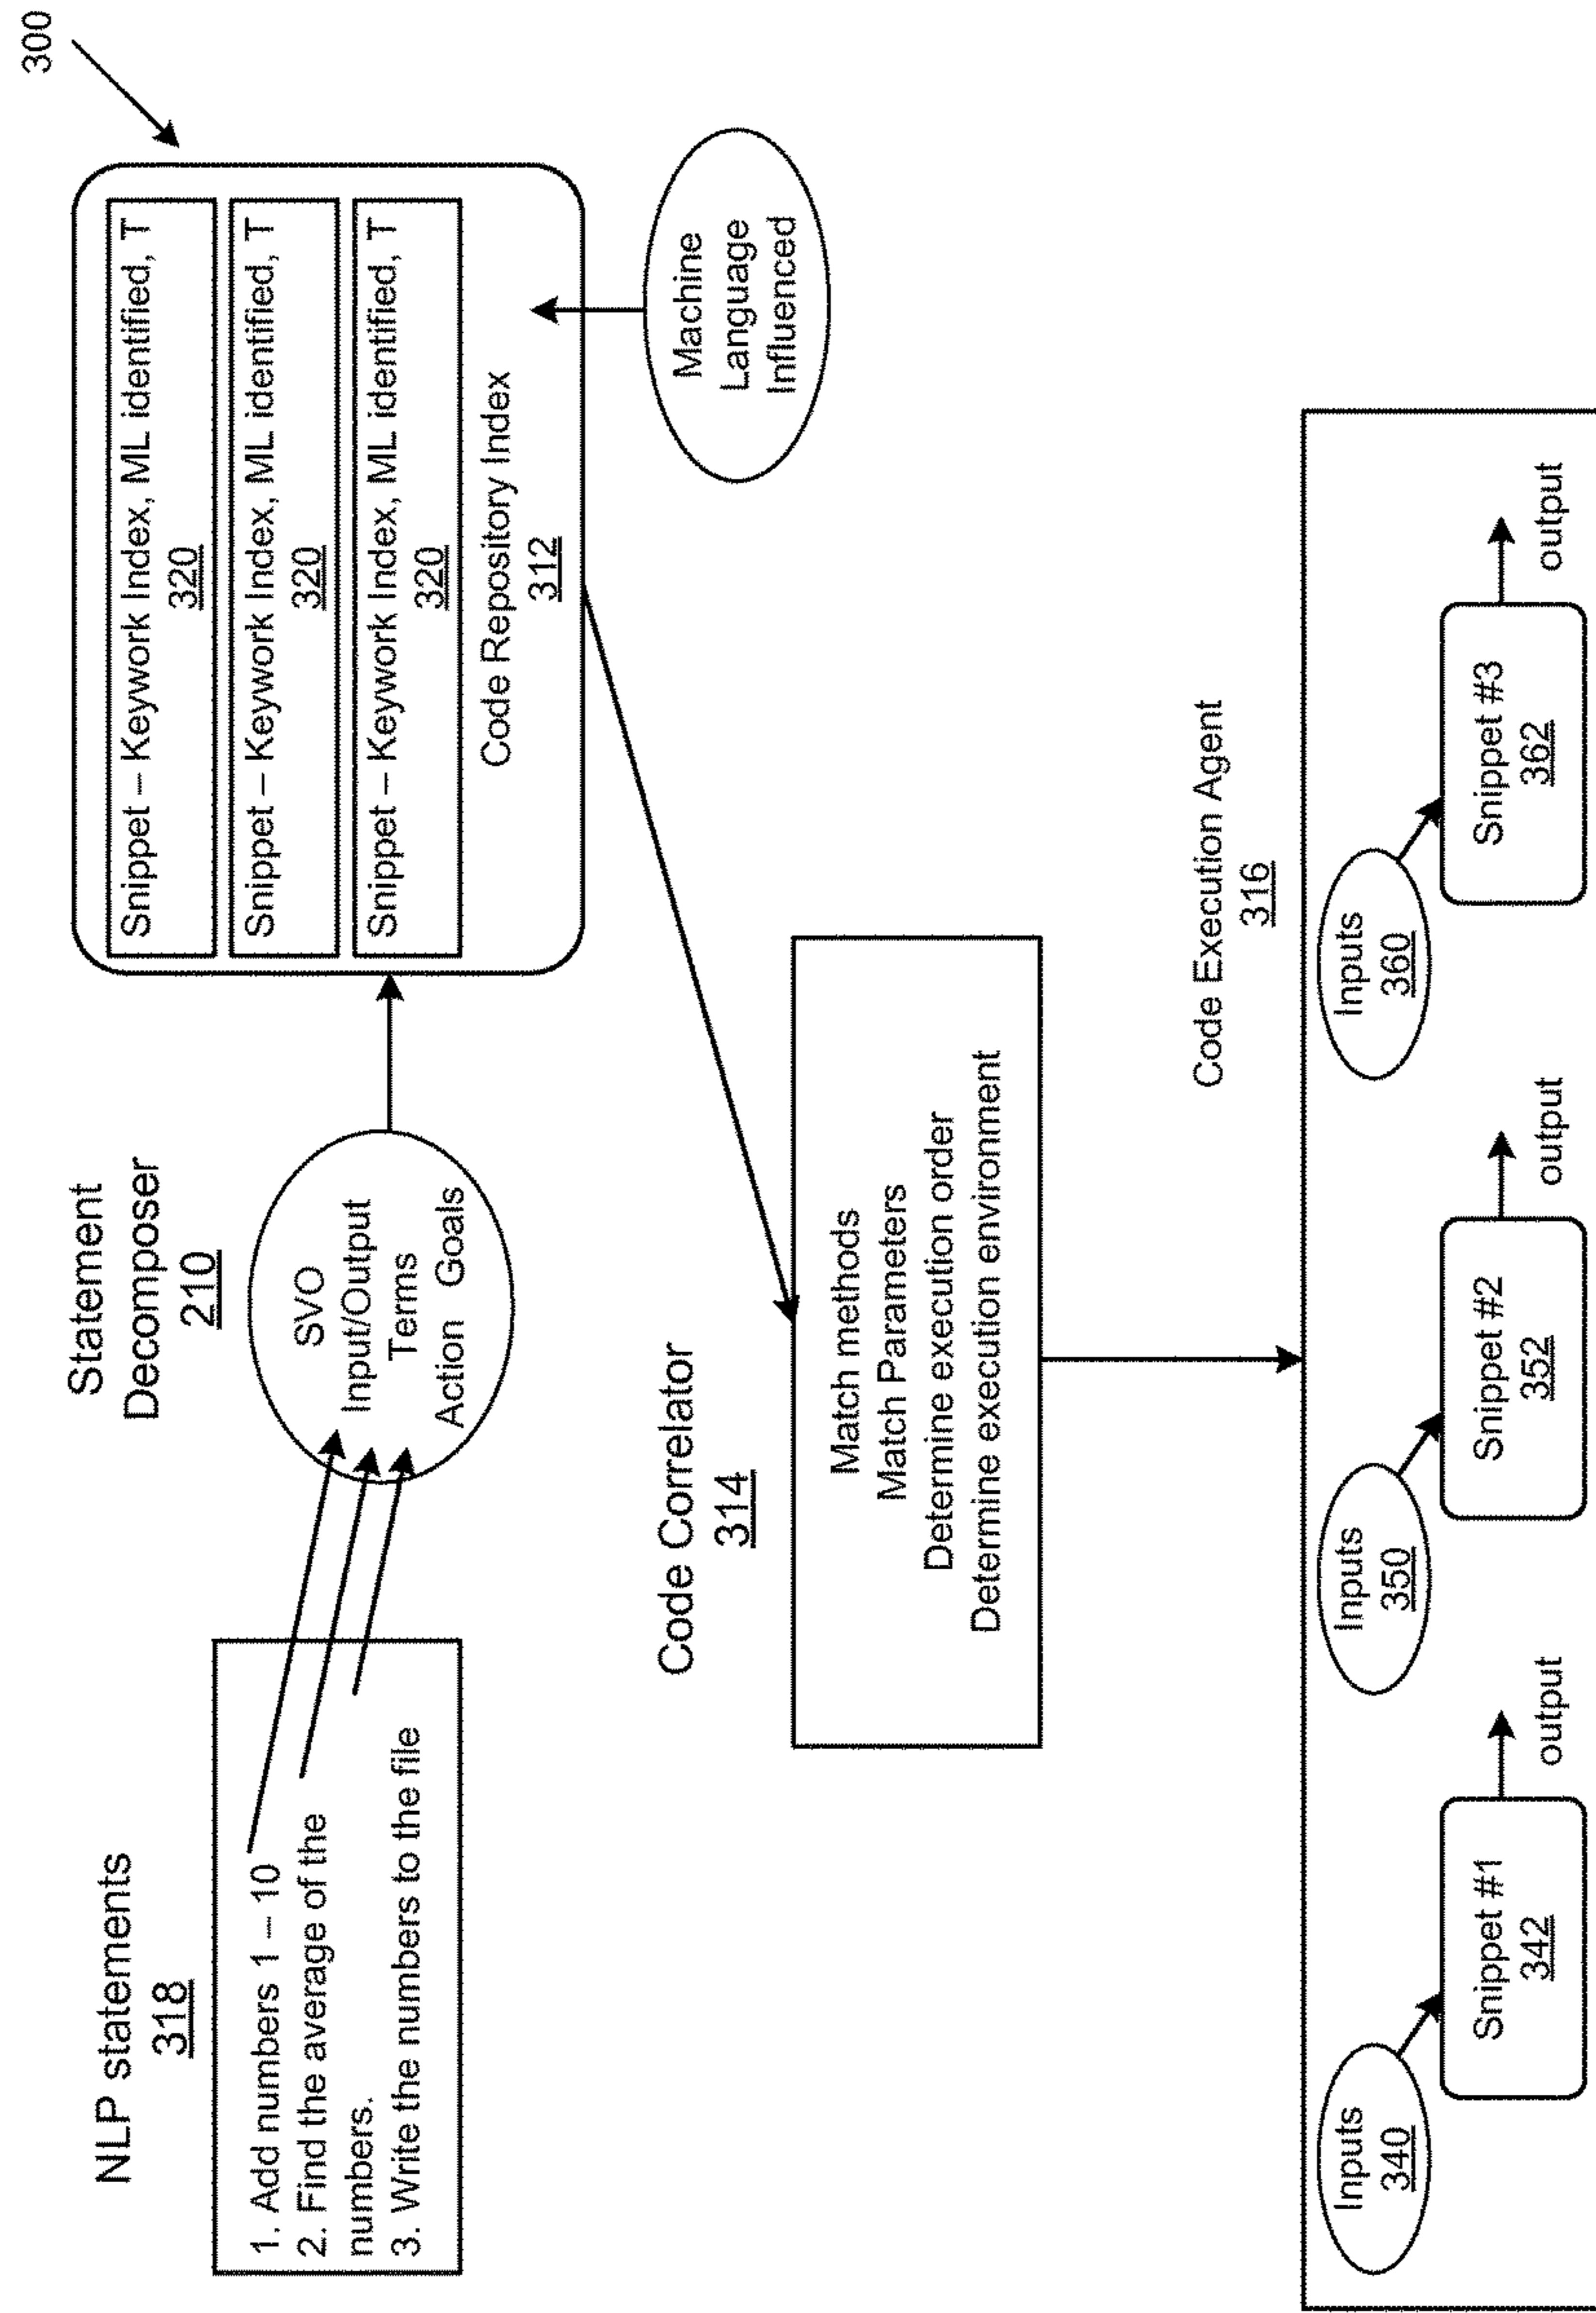 300
NLP statements
318
1. Add numbers 1 – 10
2. Find the average of the
numbers.
3. Write the numbers to the file
Statement
Decomposer
210
SVO
Input/Output
Terms
Action Goals
Snippet – Keywork Index, ML identified, T
320
Snippet – Keywork Index, ML identified, T
320
Snippet – Keywork Index, ML identified, T
320
Code Repository Index
312
Machine
Language
Influenced
Code Correlator
314
Match methods
Match Parameters
Determine execution order
Determine execution environment
Code Execution Agent
316
Inputs
340
Snippet #1
342
output
Inputs
350
Snippet #2
352
output
Inputs
360
Snippet #3
362
output